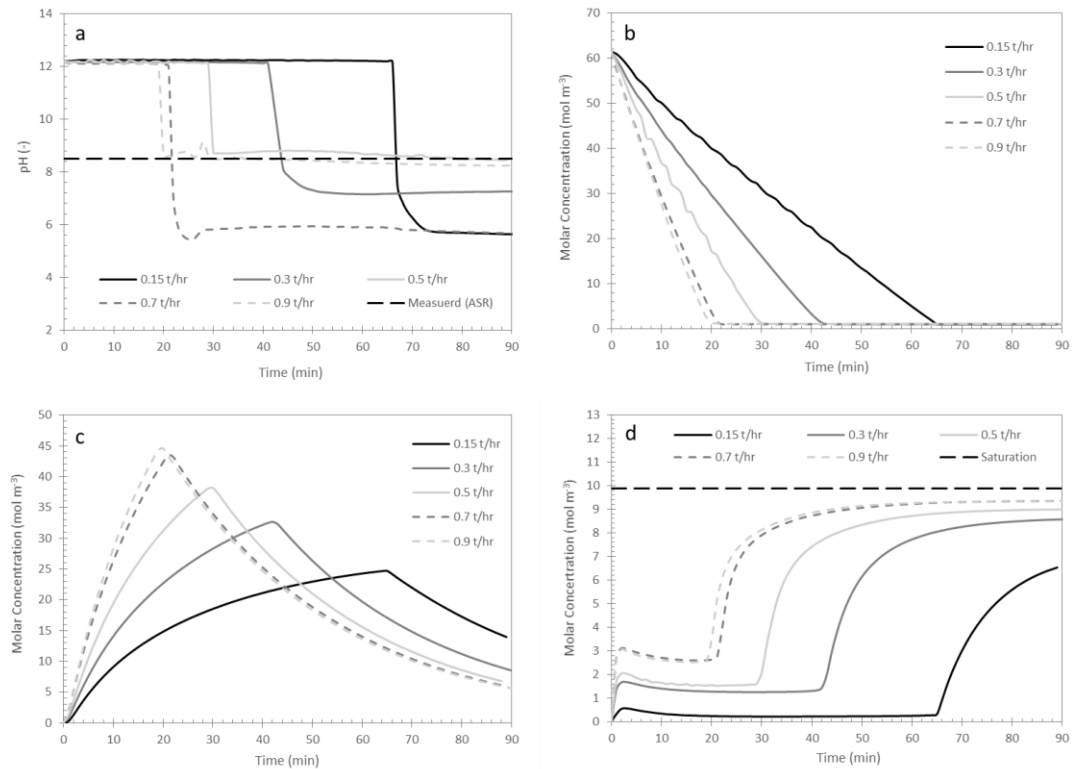 a
14
12
10
8
6
4
2
pH (-)
0.15 t/hr 0.3 t/hr 0.5 t/hr
0.7 t/hr 0.9 t/hr Measuerd (ASR)
0 10 20 30 40 50 60 70 80 90
Time (min)
b
70
60
50
40
30
20
10
0
Molar Concentraation (mol m⁻³)
0.15 t/hr
0.3 t/hr
0.5 t/hr
0.7 t/hr
0.9 t/hr
0 10 20 30 40 50 60 70 80 90
Time (min)
c
50
45
40
35
30
25
20
15
10
5
0
Molar Concentration (mol m⁻³)
0.15 t/hr
0.3 t/hr
0.5 t/hr
0.7 t/hr
0.9 t/hr
0 10 20 30 40 50 60 70 80 90
Time (min)
d
13
12
11
10
9
8
7
6
5
4
3
2
1
0
Molar Concertration (mol m⁻³)
0.15 t/hr 0.3 t/hr 0.5 t/hr
0.7 t/hr 0.9 t/hr Saturation
0 10 20 30 40 50 60 70 80 90
Time (min)